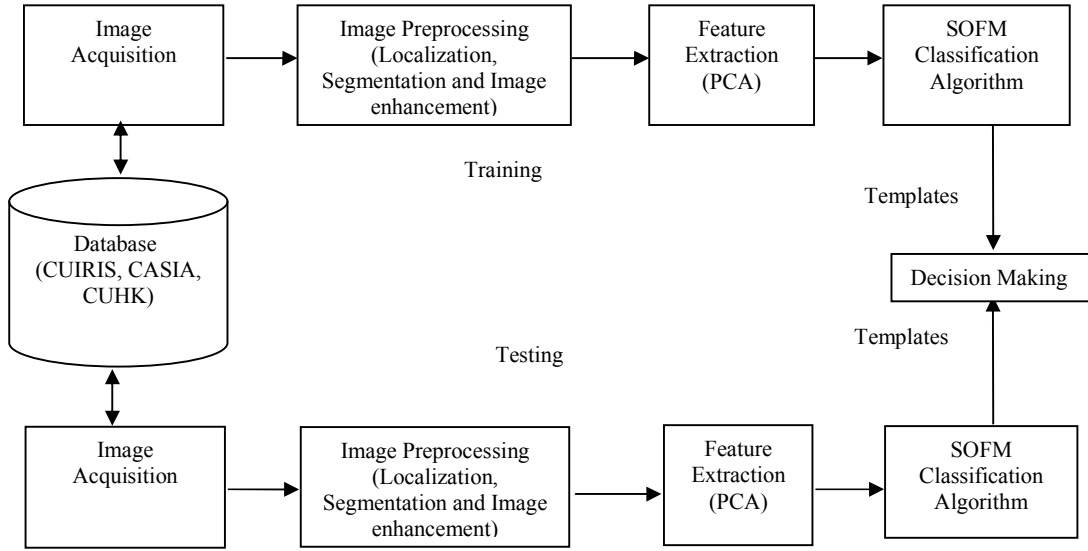 Image
Acquisition
Image Preprocessing
(Localization,
Segmentation and Image
enhancement)
Feature
Extraction
(PCA)
SOFM
Classification
Algorithm
Training
Templates
Database
(CUIRIS, CASIA,
CUHK)
Decision Making
Templates
Testing
Image
Acquisition
Image Preprocessing
(Localization,
Segmentation and Image
enhancement)
Feature
Extraction
(PCA)
SOFM
Classification
Algorithm